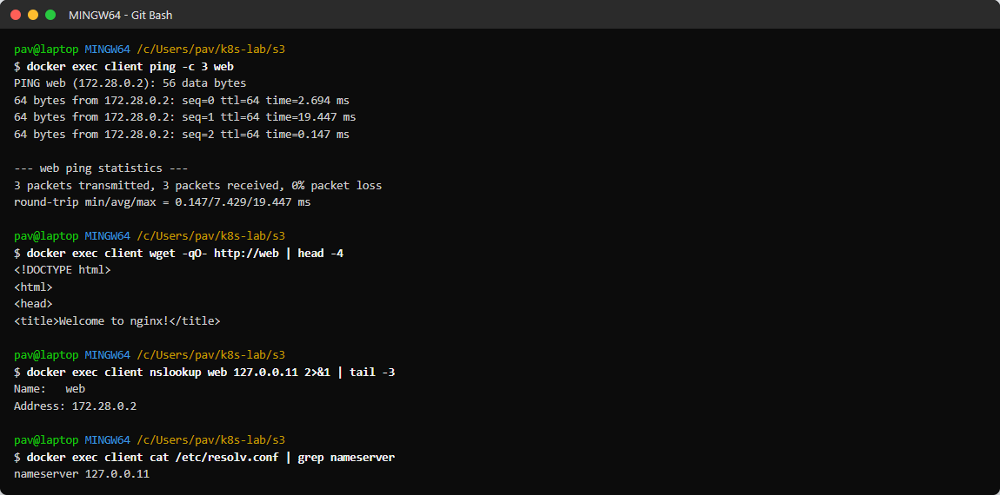 MINGW64 - Git Bash
pav@laptop MINGW64 /c/Users/pav/k8s-lab/s3
$ docker exec client ping -c 3 web
PING web (172.28.0.2): 56 data bytes
64 bytes from 172.28.0.2: seq=0 ttl=64 time=2.694 ms
64 bytes from 172.28.0.2: seq=1 ttl=64 time=19.447 ms
64 bytes from 172.28.0.2: seq=2 ttl=64 time=0.147 ms
--- web ping statistics ---
3 packets transmitted, 3 packets received, 0% packet loss
round-trip min/avg/max = 0.147/7.429/19.447 ms
pav@laptop MINGW64 /c/Users/pav/k8s-lab/s3
$ docker exec client wget -qO- http://web | head -4
<!DOCTYPE html>
<html>
<head>
<title>Welcome to nginx!</title>
pav@laptop MINGW64 /c/Users/pav/k8s-lab/s3
$ docker exec client nslookup web 127.0.0.11 2>&1 | tail -3
Name:   web
Address: 172.28.0.2
pav@laptop MINGW64 /c/Users/pav/k8s-lab/s3
$ docker exec client cat /etc/resolv.conf | grep nameserver
nameserver 127.0.0.11